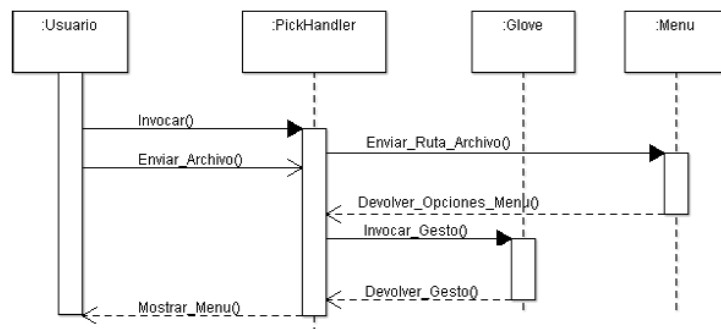 :Usuario
:PickHandler
:Glove
:Menu
Invocar()
Enviar_Ruta_Archivo()
Enviar_Archivo()
Devolver_Opciones_Menu()
Invocar_Gesto()
Devolver_Gesto()
Mostrar_Menu()